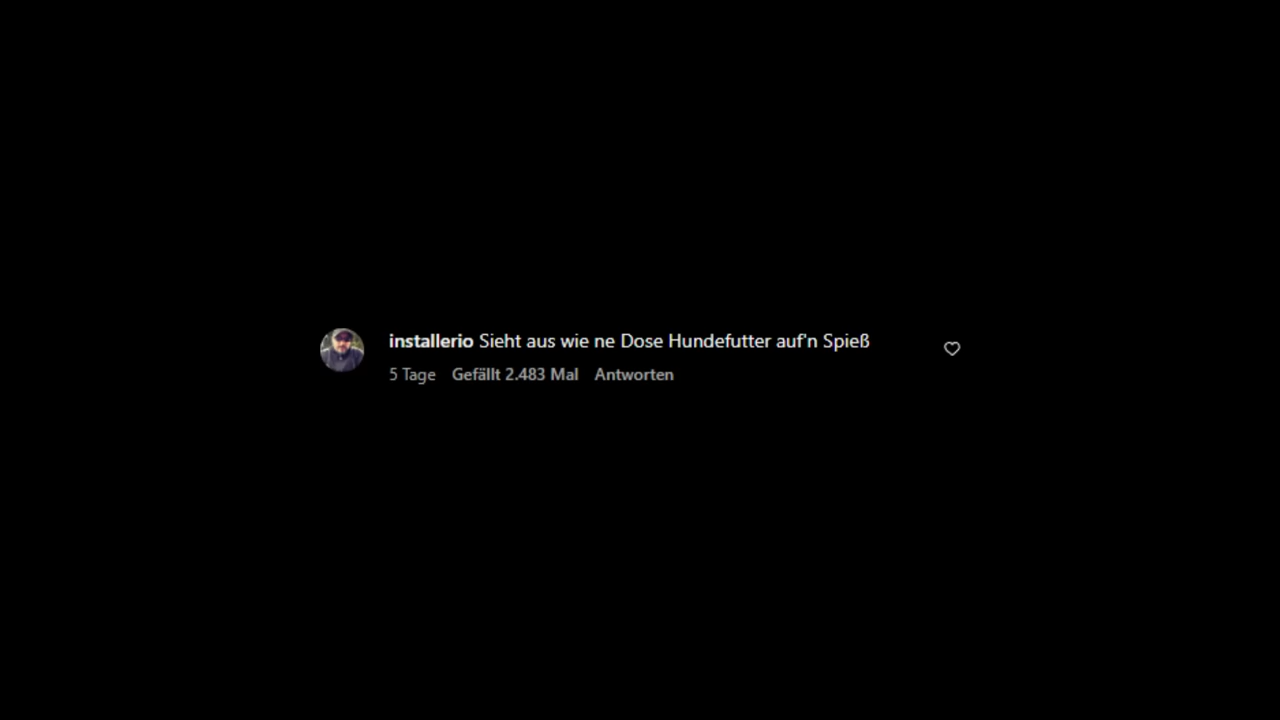 installerio Sieht aus wie ne Dose Hundefutter auf'n Spieß
5 Tage Gefällt 2.483 Mal Antworten